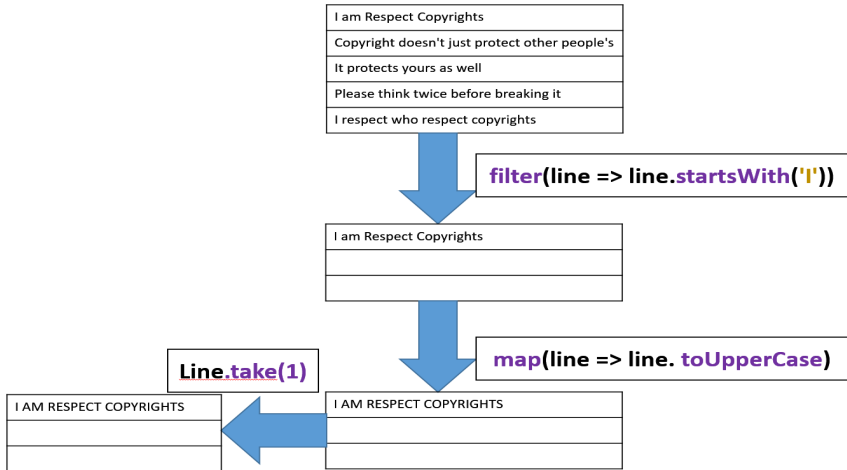 I am Respect Copyrights
Copyright doesn't just protect other people's
It protects yours as well
Please think twice before breaking it
I respect who respect copyrights
filter(line => line.startsWith('I'))
I am Respect Copyrights
map(line => line. toUpperCase)
Line.take(1)
I AM RESPECT COPYRIGHTS
I AM RESPECT COPYRIGHTS